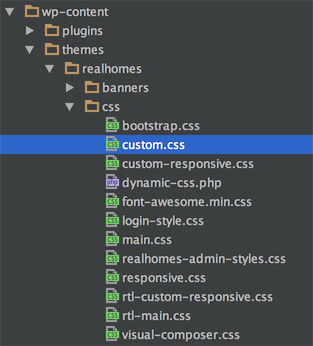 wp-content
plugins
themes
realhomes
banners
css
bootstrap.css
custom.css
custom-responsive.css
dynamic-css.php
font-awesome.min.css
login-style.css
main.css
realhomes-admin-styles.css
responsive.css
rtl-custom-responsive.css
rtl-main.css
visual-composer.css